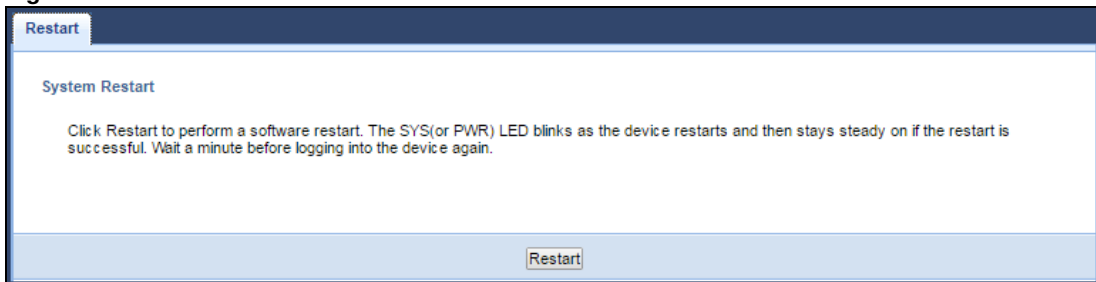 Restart
System Restart
Click Restart to perform a software restart. The SYS(or PWR) LED blinks as the device restarts and then stays steady on if the restart is
successful. Wait a minute before logging into the device again.
Restart